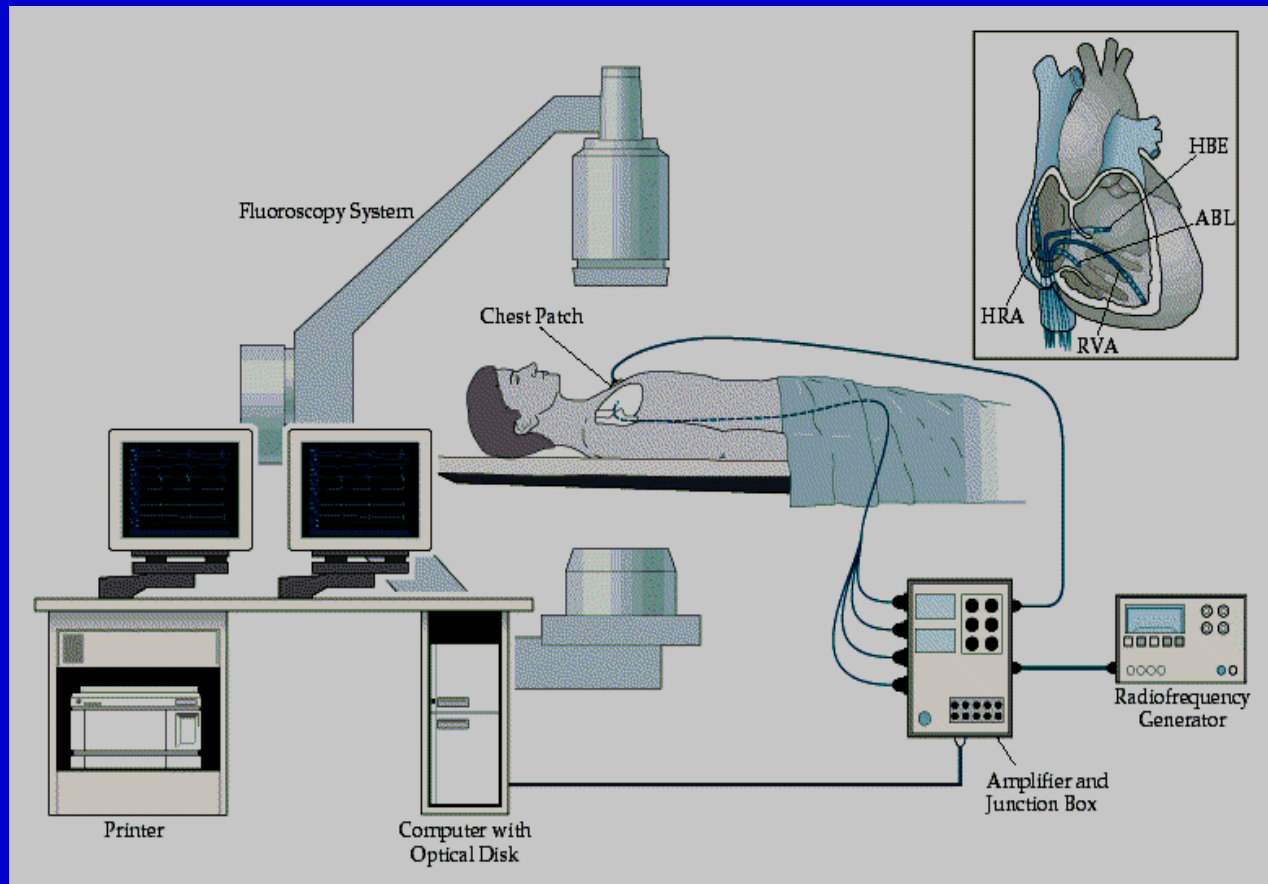 HBE
ABL
Fluoroscopy System
Chest Patch
HRA
RVA
Radiofrequency
Generator
Amplifier and
Junction Box
Printer
Computer with
Optical Disk